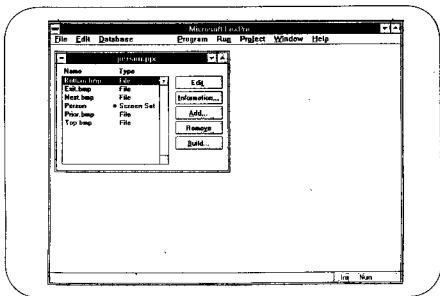 Microsoft FoxPro
File Edit Database Program Run Project Window Help
person.pjx
Name Type
Bottom.bmp File
Exit.bmp File
Next.bmp File
Person • Screen Set
Prior.bmp File
Top.bmp File
Edit
Information...
Add...
Remove
Build...
Ins Num